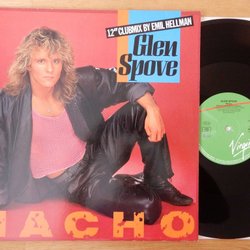 12" CLUBMIX BY EMIL HELLMAN
Glen
Spove
MACHO
Virgin